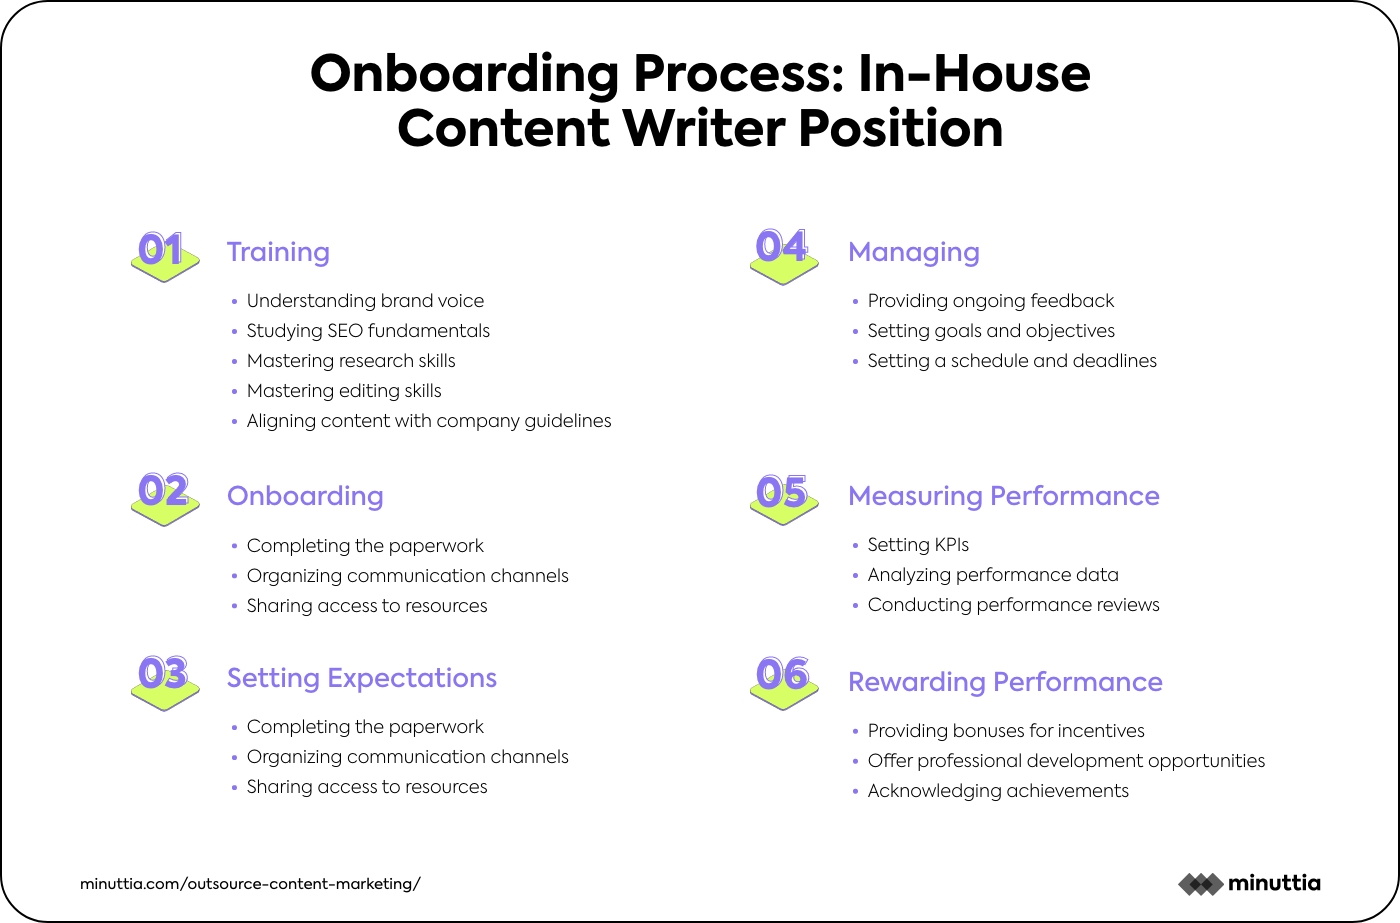 Onboarding Process: In-House
Content Writer Position
01
Training
• Understanding brand voice
• Studying SEO fundamentals
• Mastering research skills
• Mastering editing skills
• Aligning content with company guidelines
02
Onboarding
• Completing the paperwork
• Organizing communication channels
• Sharing access to resources
03
Setting Expectations
• Completing the paperwork
• Organizing communication channels
• Sharing access to resources
04
Managing
• Providing ongoing feedback
• Setting goals and objectives
• Setting a schedule and deadlines
05
Measuring Performance
• Setting KPIs
• Analyzing performance data
• Conducting performance reviews
06
Rewarding Performance
• Providing bonuses for incentives
• Offer professional development opportunities
• Acknowledging achievements
minuttia.com/outsource-content-marketing/
minuttia